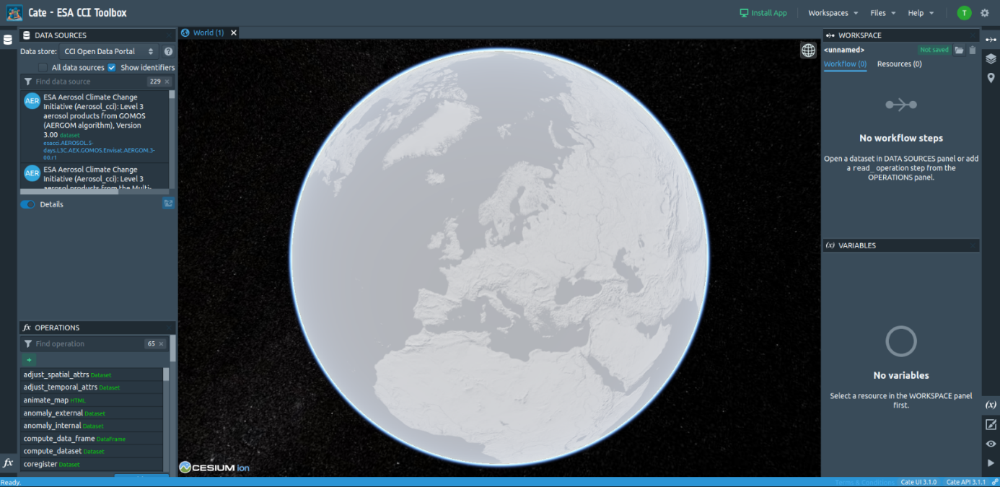 Cate - ESA CCI Toolbox
Install App
Workspaces
Files
Help
T
DATA SOURCES
Data store:
CCI Open Data Portal
All data sources
Show identifiers
Find data source
229
AER
ESA Aerosol Climate Change
Initiative (Aerosol_cci): Level 3
aerosol products from GOMOS
(AERGOM algorithm), Version
3.00 dataset
esacci.AEROSOL.5-
days.L3C.AEX.GOMOS.Envisat.AERGOM.3-
00.r1
AER
ESA Aerosol Climate Change
Initiative (Aerosol_cci): Level 3
aerosol products from the Multi-
Details
fx OPERATIONS
Find operation
65
+
adjust_spatial_attrs Dataset
adjust_temporal_attrs Dataset
animate_map HTML
anomaly_external Dataset
anomaly_internal Dataset
compute_data_frame DataFrame
compute_dataset Dataset
coregister Dataset
fx
World (1)
CESIUM ion
WORKSPACE
<unnamed>
Not saved
Workflow (0)
Resources (0)
No workflow steps
Open a dataset in DATA SOURCES panel or add
a read_ operation step from the
OPERATIONS panel.
(x) VARIABLES
No variables
Select a resource in the WORKSPACE panel
first.
(x)
Ready.
Terms & Conditions
Cate UI 3.1.0
Cate API 3.1.1